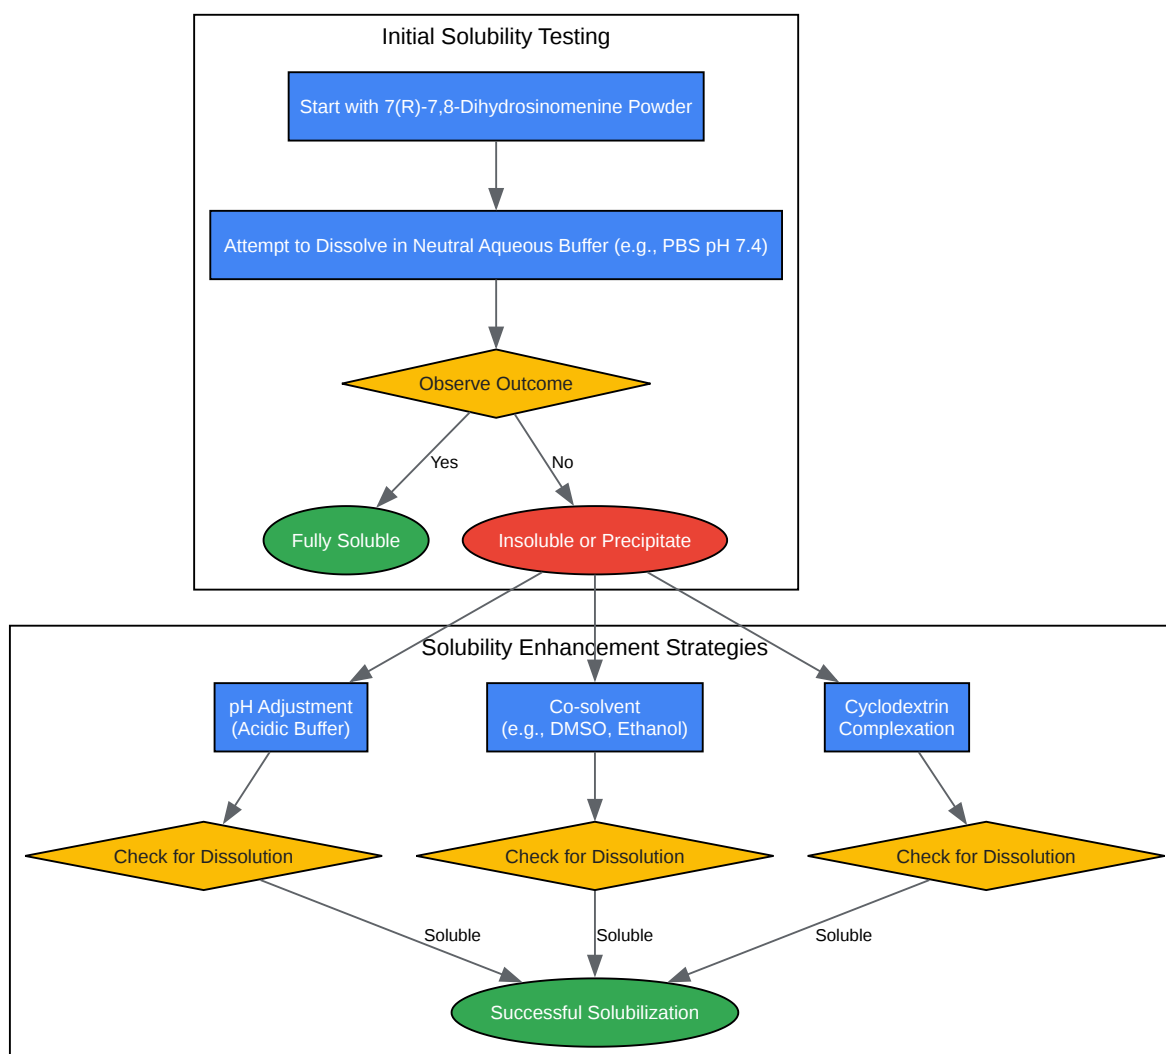 Initial Solubility Testing
Start with 7(R)-7,8-Dihydrosinomenine Powder
Attempt to Dissolve in Neutral Aqueous Buffer (e.g., PBS pH 7.4)
Observe Outcome
Yes
No
Fully Soluble
Insoluble or Precipitate
Solubility Enhancement Strategies
pH Adjustment
(Acidic Buffer)
Co-solvent
(e.g., DMSO, Ethanol)
Cyclodextrin
Complexation
Check for Dissolution
Check for Dissolution
Check for Dissolution
Soluble
Soluble
Soluble
Successful Solubilization